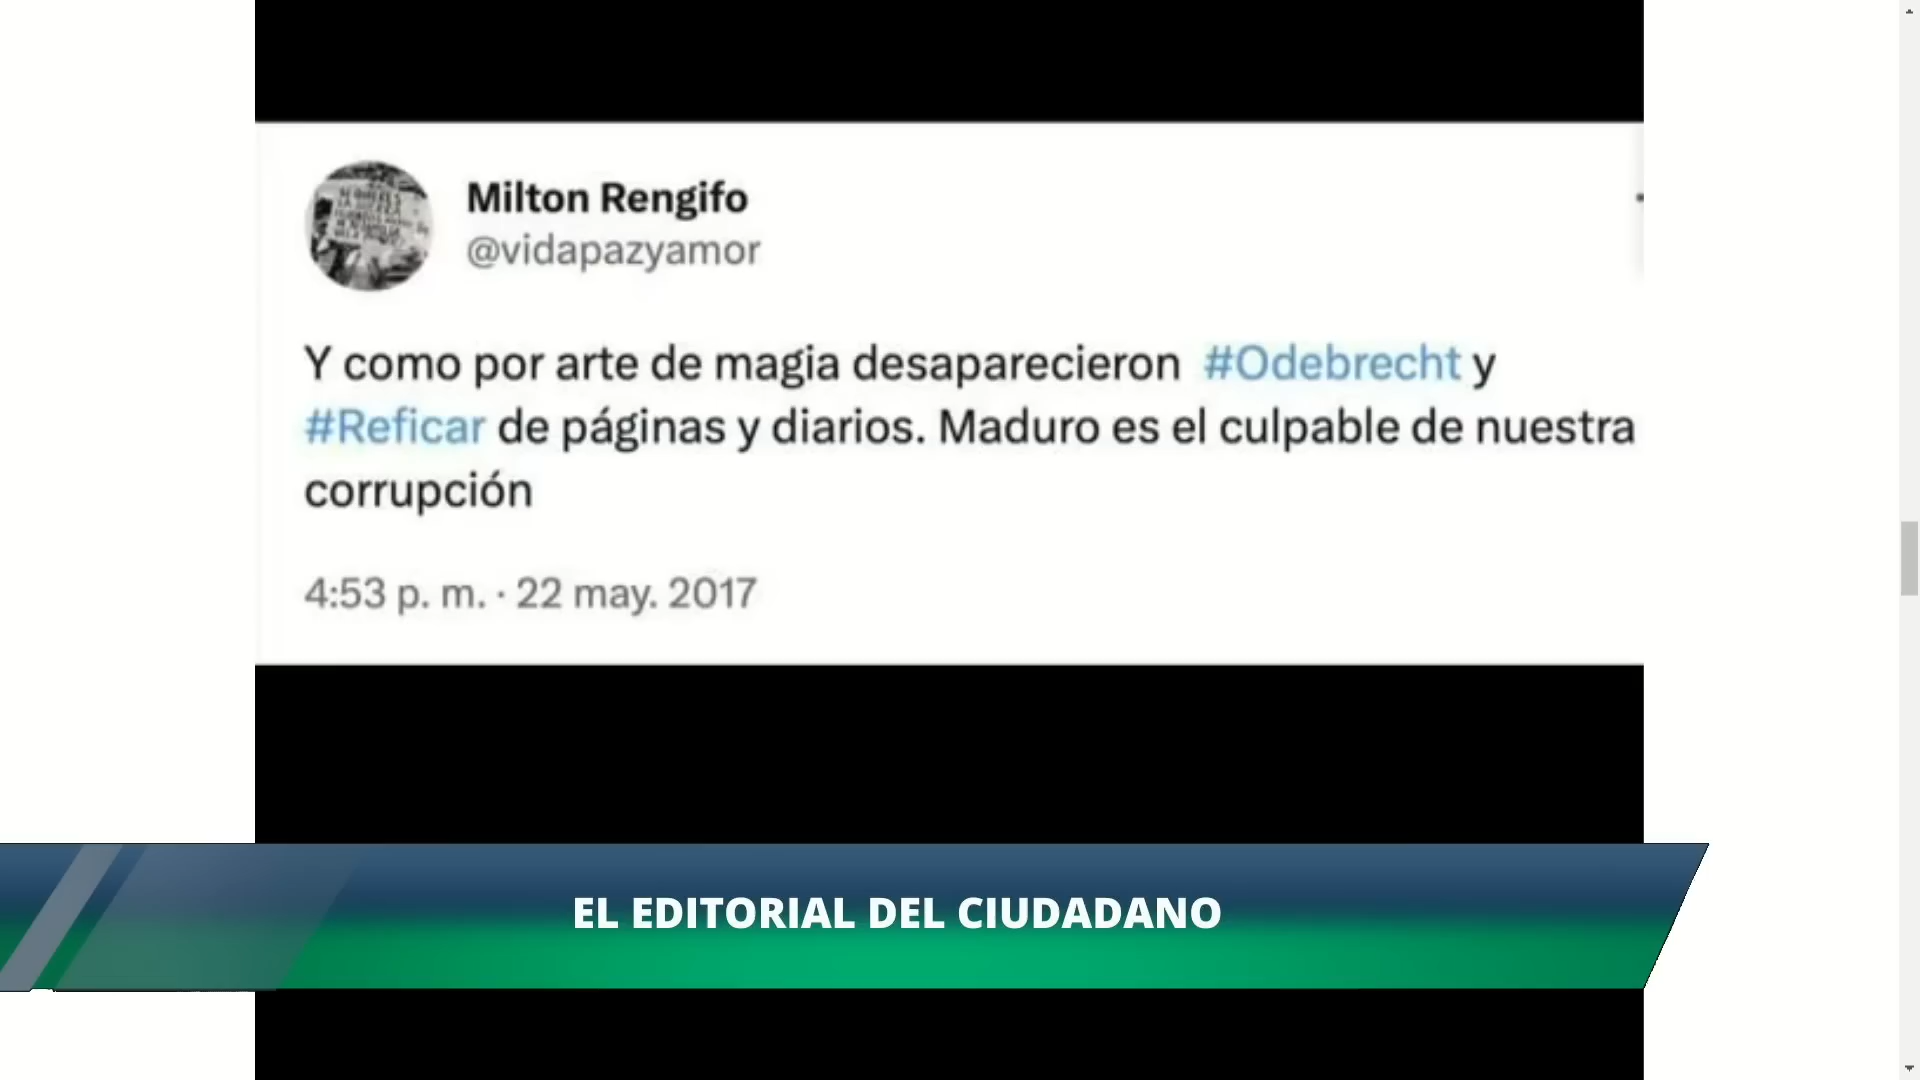 Milton Rengifo
@vidapazyamor
Y como por arte de magia desaparecieron #Odebrecht y
#Reficar de páginas y diarios. Maduro es el culpable de nuestra
corrupción
4:53 p. m. · 22 may. 2017
EL EDITORIAL DEL CIUDADANO